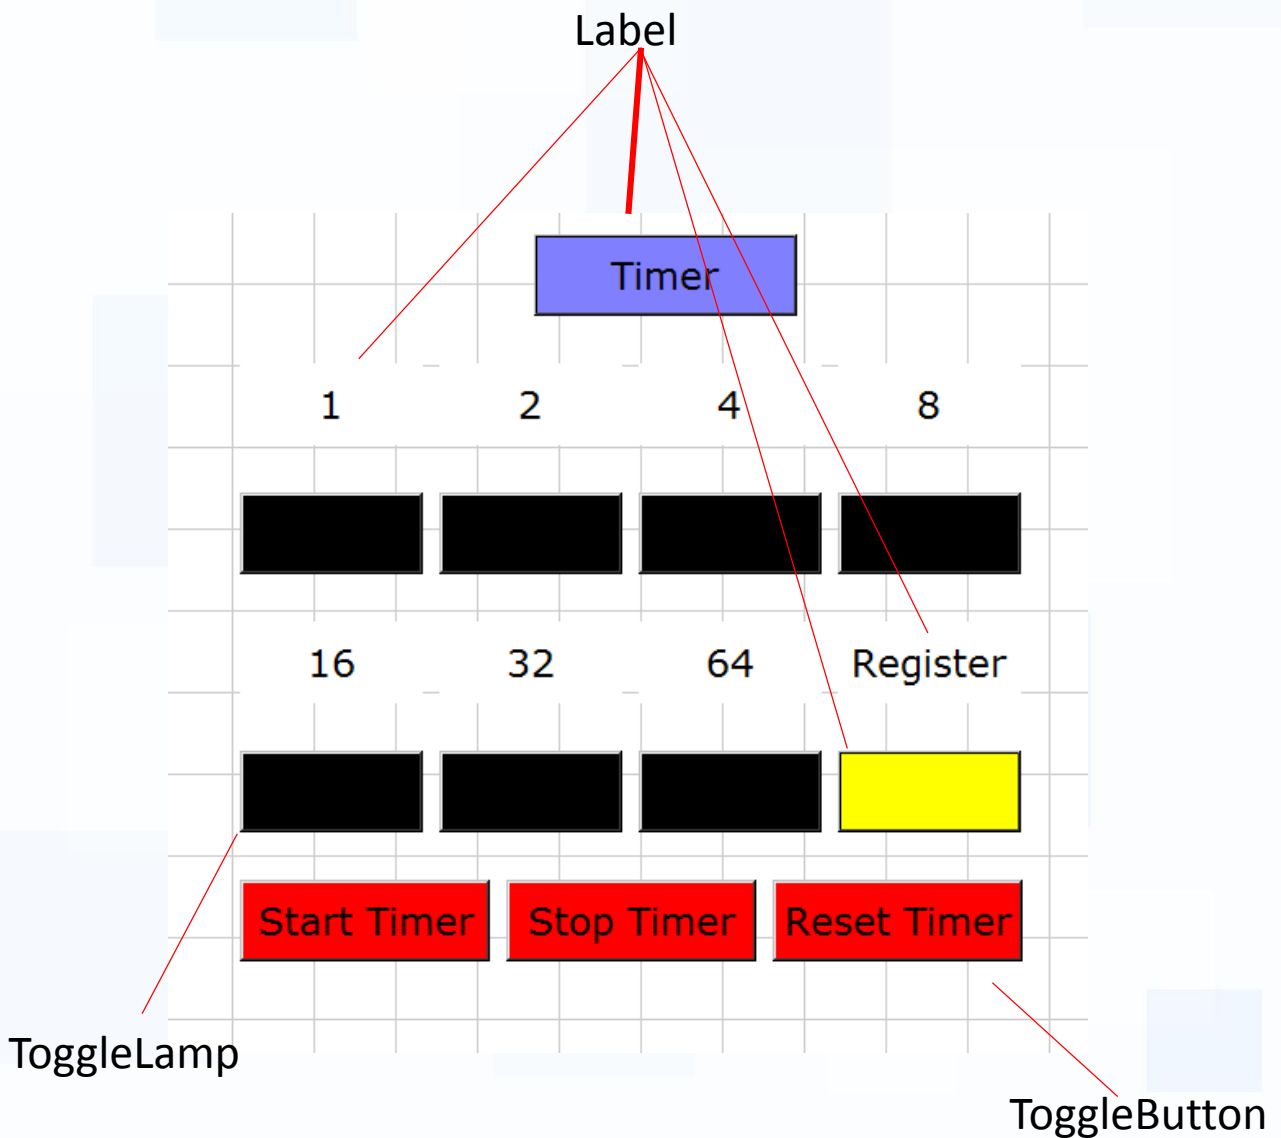 Label
Timer
1 2 4 8
16 32 64 Register
Start Timer Stop Timer Reset Timer
ToggleLamp
ToggleButton